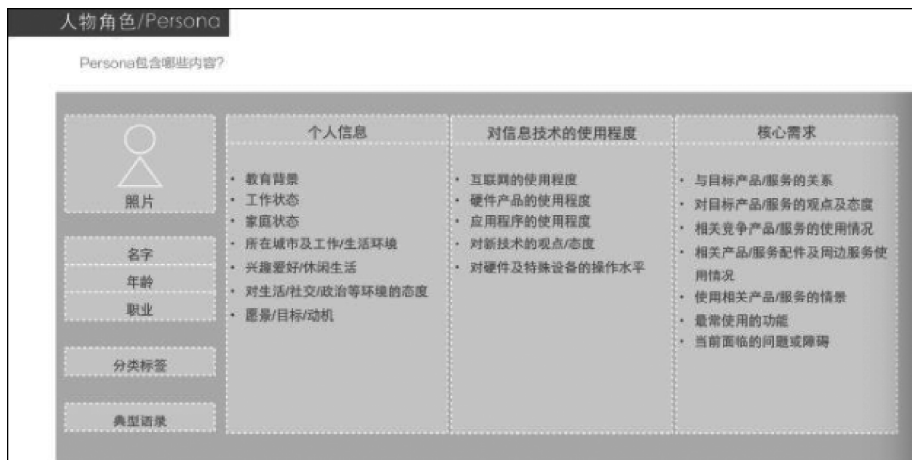 人物角色/Persona
Persona包含哪些内容?
照片
名字
年龄
职业
分类标签
典型语录
个人信息
• 教育背景
• 工作状态
• 家庭状态
• 所在城市及工作/生活环境
• 兴趣爱好/休闲生活
• 对生活/社交/政治等环境的态度
• 愿景/目标/动机
对信息技术的使用程度
• 互联网的使用程度
• 硬件产品的使用程度
• 应用程序的使用程度
• 对新技术的观点/态度
• 对硬件及特殊设备的操作水平
核心需求
• 与目标产品/服务的关系
• 对目标产品/服务的观点及态度
• 相关竞争产品/服务的使用情况
• 相关产品/服务配件及周边服务使
用情况
• 使用相关产品/服务的情景
• 最常使用的功能
• 当前面临的问题或障碍